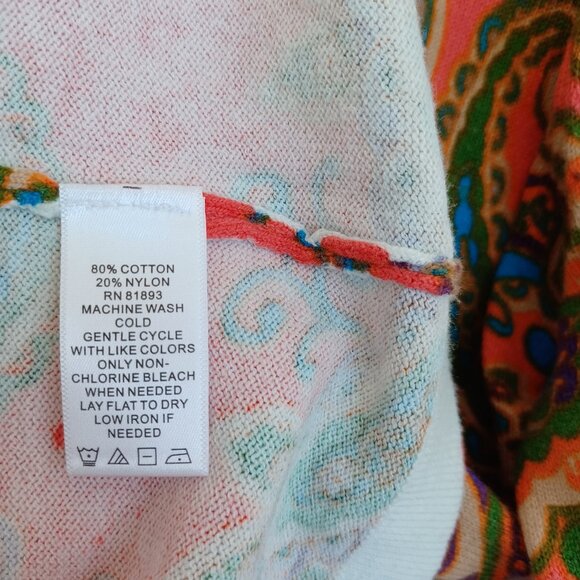 80% COTTON
20% NYLON
RN 81893
MACHINE WASH
COLD
GENTLE CYCLE
WITH LIKE COLORS
ONLY NON-
CHLORINE BLEACH
WHEN NEEDED
LAY FLAT TO DRY
LOW IRON IF
NEEDED